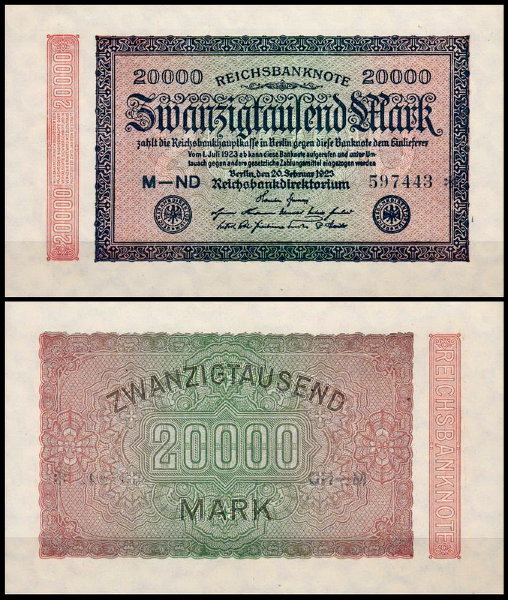 20000 REICHSBANKNOTE 20000
Zwanzigtausend Mark
zahlt die Reichsbankhauptkasse in Berlin gegen diese Banknote dem Einlieferer
Vom 1. Juli 1923 ab kann diese Banknote aufgerufen und unter Um-
tausch gegen andere gesetzliche Zahlungsmittel eingezogen werden
Berlin, den 20. Februar 1923
M—ND Reichsbankdirektorium 597443 *
20000
20000
ZWANZIGTAUSEND
20000
MARK
REICHSBANKNOTE